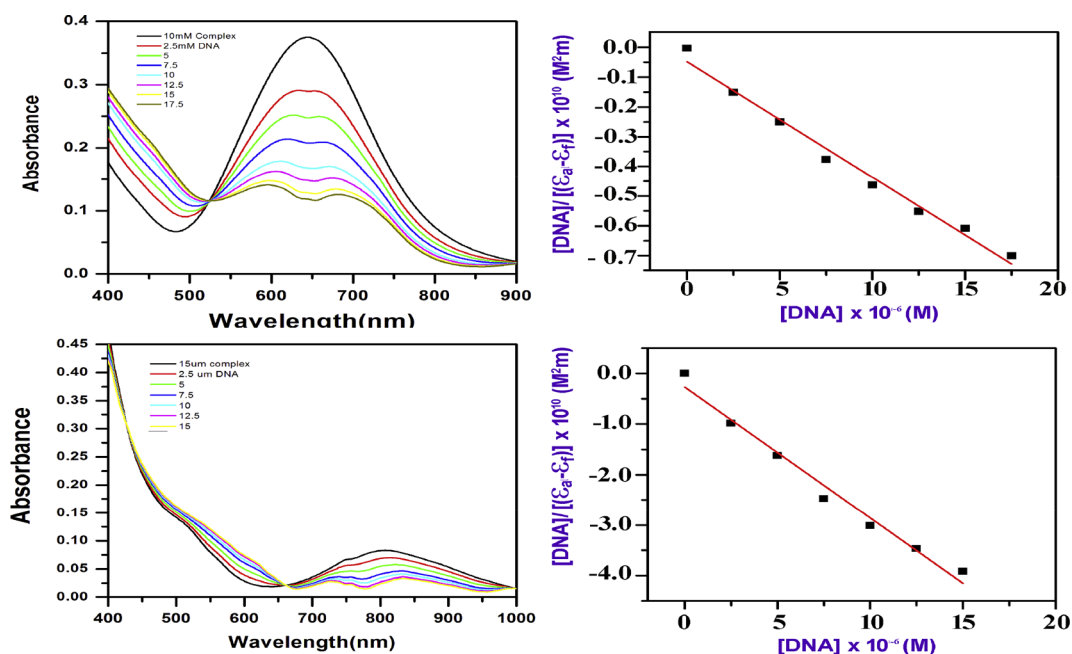 0.4
0.3
0.2
0.1
0.0
Absorbance
10mM Complex
2.5mM DNA
5
7.5
10
12.5
15
17.5
400 500 600 700 800 900
Wavelength(nm)
0.0
-0.1
-0.2
-0.3
-0.4
-0.5
-0.6
- 0.7
[DNA]/ [(Ɛa-Ɛf)] x 10¹⁰ (M²m)
0 5 10 15 20
[DNA] x 10⁻⁶ (M)
0.45
0.40
0.35
0.30
0.25
0.20
0.15
0.10
0.05
0.00
Absorbance
15um complex
2.5 um DNA
5
7.5
10
12.5
15
400 500 600 700 800 900 1000
Wavelength(nm)
0.0
-1.0
-2.0
-3.0
-4.0
[DNA]/ [(Ɛa-Ɛf)] x 10¹⁰ (M²m)
0 5 10 15 20
[DNA] x 10⁻⁶ (M)